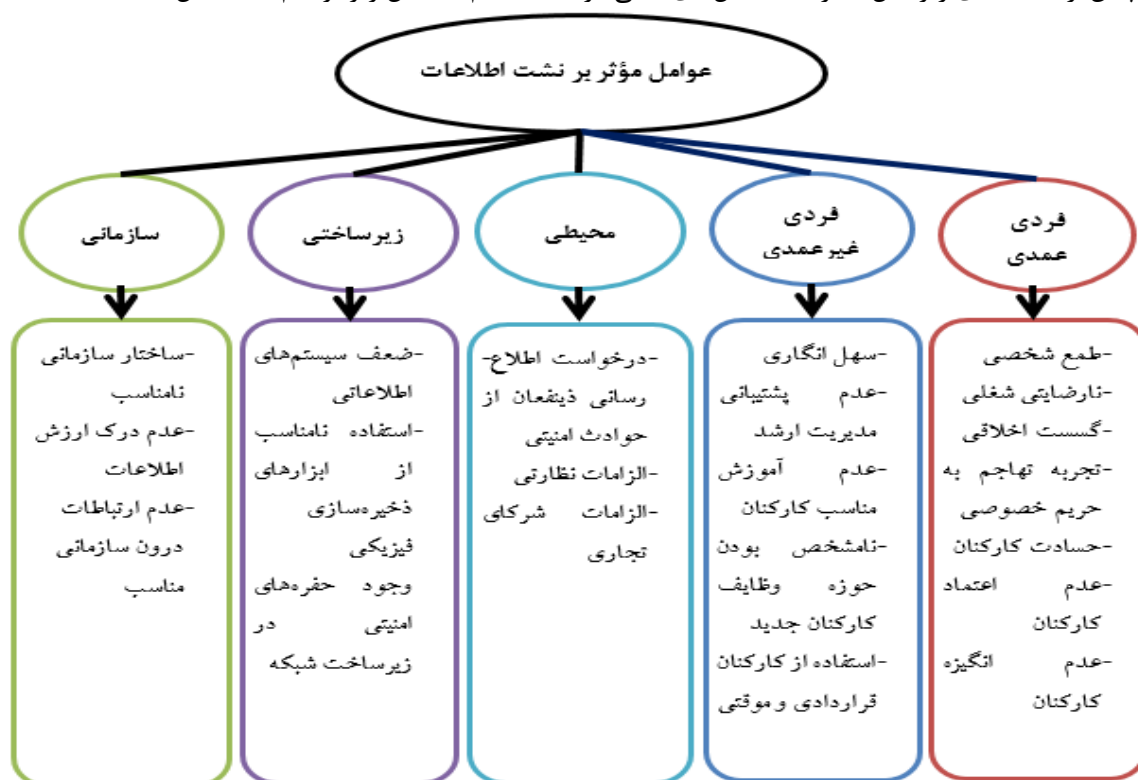 عوامل مؤثر بر نشت اطلاعات
فردی
عمدی
فردی
غیرعمدی
محیطی
زیرساختی
سازمانی
-طمع شخصی
-نارضایتی شغلی
-گسست اخلاقی
-تجربه تهاجم به
حریم خصوصی
-حسادت کارکنان
-عدم اعتماد
کارکنان
-عدم انگیزه
کارکنان
-سهل انگاری
-عدم پشتیبانی
مدیریت ارشد
-عدم آموزش
مناسب کارکنان
-نامشخص بودن
حوزه وظایف
کارکنان جدید
-استفاده از کارکنان
قراردادی و موقتی
-درخواست اطلاع-
رسانی ذینفعان از
حوادث امنیتی
-الزامات نظارتی
-الزامات شرکای
تجاری
-ضعف سیستم‌های
اطلاعاتی
-استفاده نامناسب
از ابزارهای
ذخیره‌سازی
فیزیکی
وجود حفره‌های
امنیتی در
زیرساخت شبکه
-ساختار سازمانی
نامناسب
-عدم درک ارزش
اطلاعات
-عدم ارتباطات
درون سازمانی
مناسب